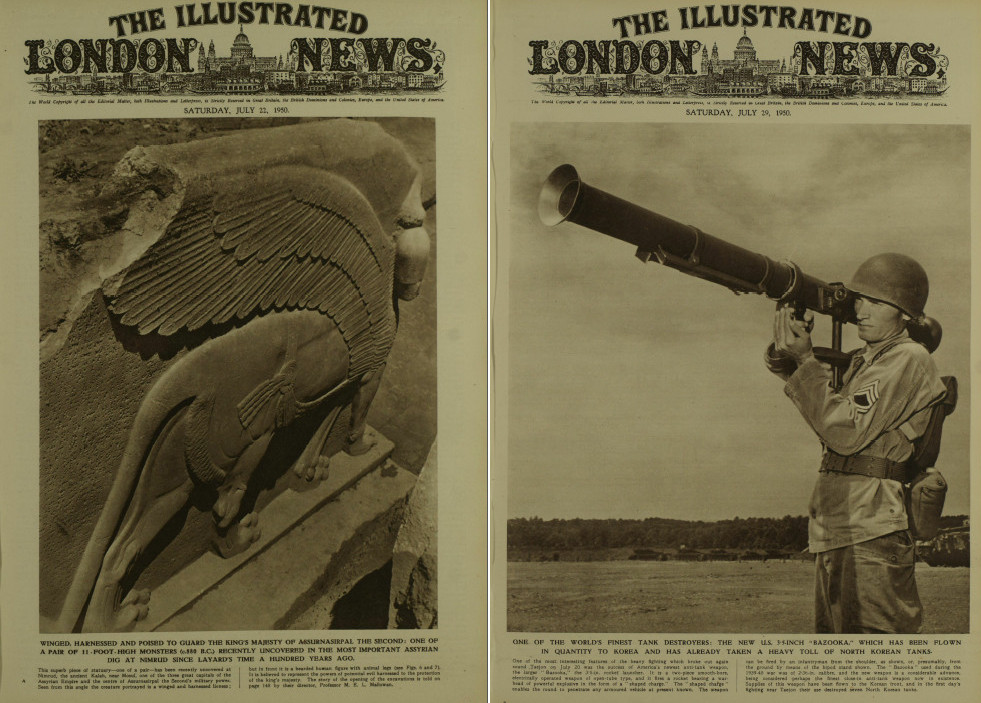 THE ILLUSTRATED
LONDON NEWS,
The World Copyright of all the Editorial Matter, both Illustrations and Letterpress, is Strictly Reserved in Great Britain, the British Dominions and Colonies, Europe, and the United States of America.
SATURDAY, JULY 22, 1950.
WINGED, HARNESSED AND POISED TO GUARD THE KING'S MAJESTY OF ASSURNASIRPAL THE SECOND: ONE OF
A PAIR OF 11-FOOT-HIGH MONSTERS (c.880 B.C.) RECENTLY UNCOVERED IN THE MOST IMPORTANT ASSYRIAN
DIG AT NIMRUD SINCE LAYARD'S TIME A HUNDRED YEARS AGO.
This superb piece of statuary—one of a pair—has been recently uncovered at
Nimrud, the ancient Kalah, near Mosul, one of the three great capitals of the
Assyrian Empire and the centre of Assurnasirpal the Second's military power.
Seen from this angle the creature portrayed is a winged and harnessed lioness;
but in front it is a bearded human figure with animal legs (see Figs. 6 and 7).
It is believed to represent the powers of potential evil harnessed to the protection
of the king's majesty. The story of the opening of the excavations is told on
page 148 by their director, Professor M. E. L. Mallowan.
THE ILLUSTRATED
LONDON NEWS,
The World Copyright of all the Editorial Matter, both Illustrations and Letterpress, is Strictly Reserved in Great Britain, the British Dominions and Colonies, Europe, and the United States of America.
SATURDAY, JULY 29, 1950.
ONE OF THE WORLD'S FINEST TANK DESTROYERS: THE NEW U.S. 3·5-INCH "BAZOOKA," WHICH HAS BEEN FLOWN
IN QUANTITY TO KOREA AND HAS ALREADY TAKEN A HEAVY TOLL OF NORTH KOREAN TANKS.
One of the most interesting features of the heavy fighting which broke out again
round Taejon on July 20 was the success of America's newest anti-tank weapon,
the larger "Bazooka," the 3·5-in. rocket launcher. It is a two-piece smooth-bore,
electrically operated weapon of open-tube type, and it fires a rocket bearing a war-
head of powerful explosive in the form of a "shaped charge." The "shaped charge"
enables the round to penetrate any armoured vehicle at present known. The weapon
can be fired by an infantryman from the shoulder, as shown, or, presumably, from
the ground by means of the bipod stand shown. The "Bazooka" used during the
1939-45 war was of 2·36-in. calibre, and the new weapon is a considerable advance,
being considered perhaps the finest close-in anti-tank weapon now in existence.
Supplies of this weapon have been flown to the Korean front, and in the first day's
fighting near Taejon their use destroyed seven North Korean tanks.